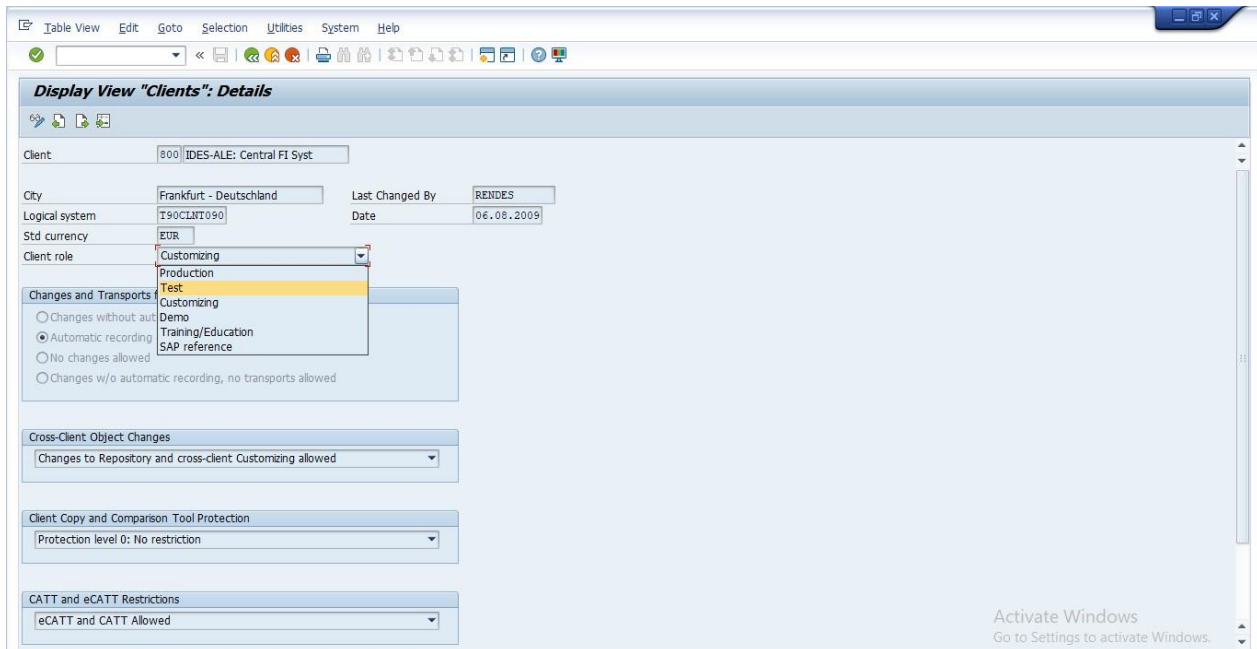 Table View Edit Goto Selection Utilities System Help
Display View "Clients": Details
Client 800 IDES-ALE: Central FI Syst
City Frankfurt - Deutschland Last Changed By RENDES
Logical system T90CLNT090 Date 06.08.2009
Std currency EUR
Client role Customizing
Production
Test
Customizing
Demo
Training/Education
SAP reference
Changes and Transports
Changes without aut
Automatic recording
No changes allowed
Changes w/o automatic recording, no transports allowed
Cross-Client Object Changes
Changes to Repository and cross-client Customizing allowed
Client Copy and Comparison Tool Protection
Protection level 0: No restriction
CATT and eCATT Restrictions
eCATT and CATT Allowed
Activate Windows
Go to Settings to activate Windows.